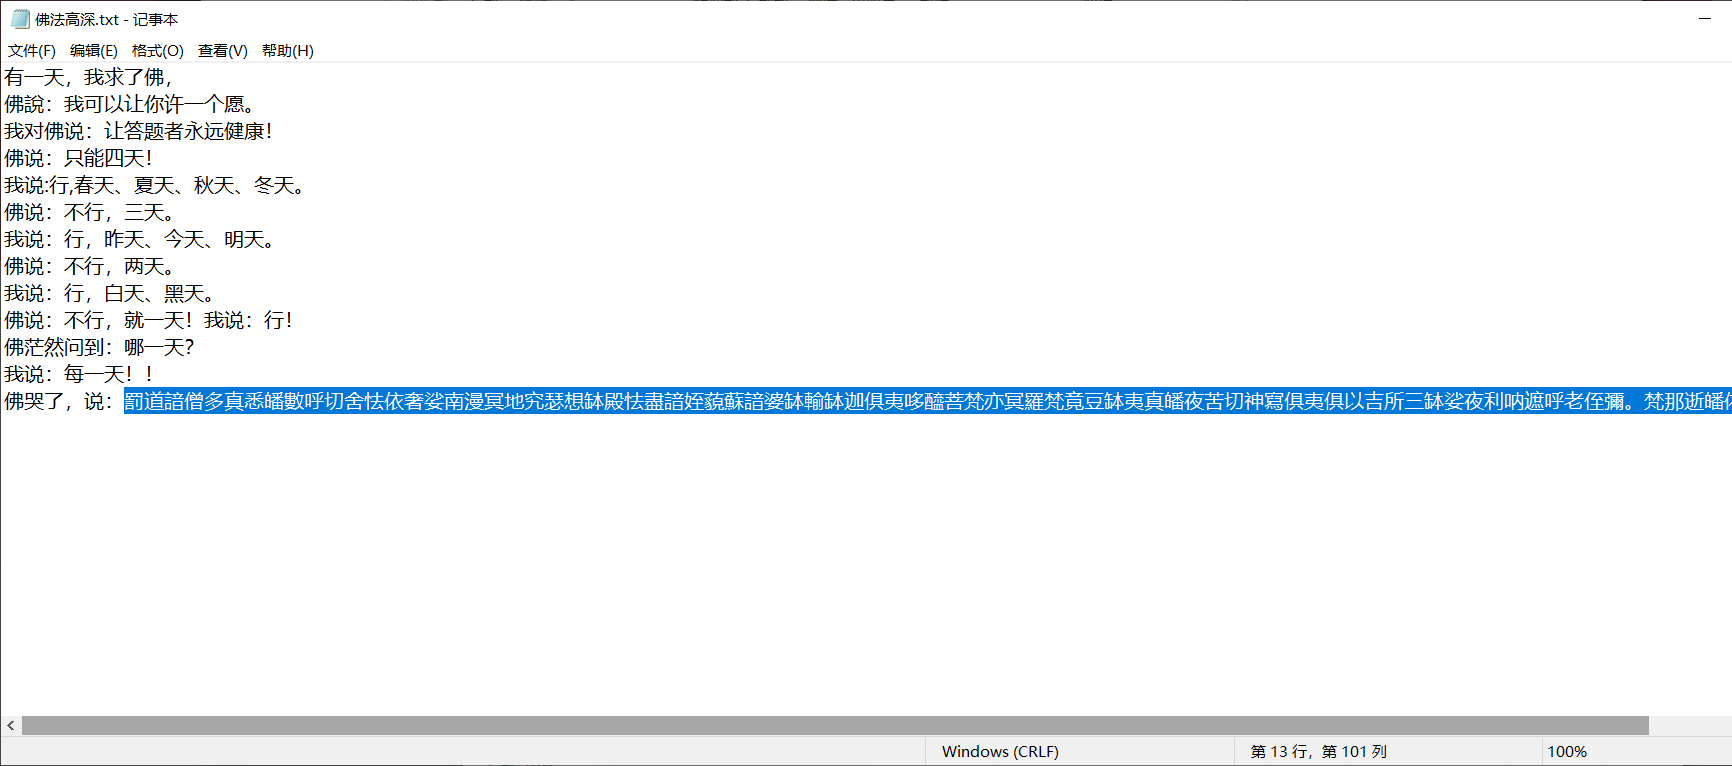 佛法高深.txt - 记事本
文件(F) 编辑(E) 格式(O) 查看(V) 帮助(H)
有一天，我求了佛，
佛說：我可以让你许一个愿。
我对佛说：让答题者永远健康！
佛说：只能四天！
我说:行,春天、夏天、秋天、冬天。
佛说：不行，三天。
我说：行，昨天、今天、明天。
佛说：不行，两天。
我说：行，白天、黑天。
佛说：不行，就一天！我说：行！
佛茫然问到：哪一天？
我说：每一天！！
佛哭了，说：罰道諳僧多真悉皤數呼切舍怯依奢娑南漫冥地究瑟想缽殿怯盡諳姪藐蘇諳婆缽輸缽迦俱夷哆醯菩梵亦冥羅梵竟豆缽夷真皤夜苦切神寫俱夷俱以吉所三缽娑夜利呐遮呼老侄彌。梵那逝皤
Windows (CRLF) 第 13 行，第 101 列 100%